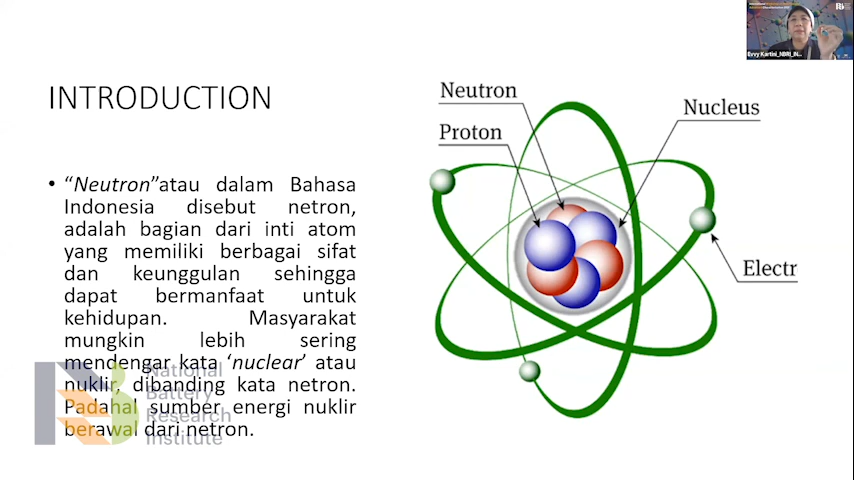 INTRODUCTION
• “Neutron”atau dalam Bahasa
Indonesia disebut netron,
adalah bagian dari inti atom
yang memiliki berbagai sifat
dan keunggulan sehingga
dapat bermanfaat untuk
kehidupan. Masyarakat
mungkin lebih sering
mendengar kata ‘nuclear’ atau
nuklir, dibanding kata netron.
Padahal sumber energi nuklir
berawal dari netron.
National
Battery
Research
Institute
Neutron
Proton
Nucleus
Electr
Evvy Kartini_NBRI_IN...